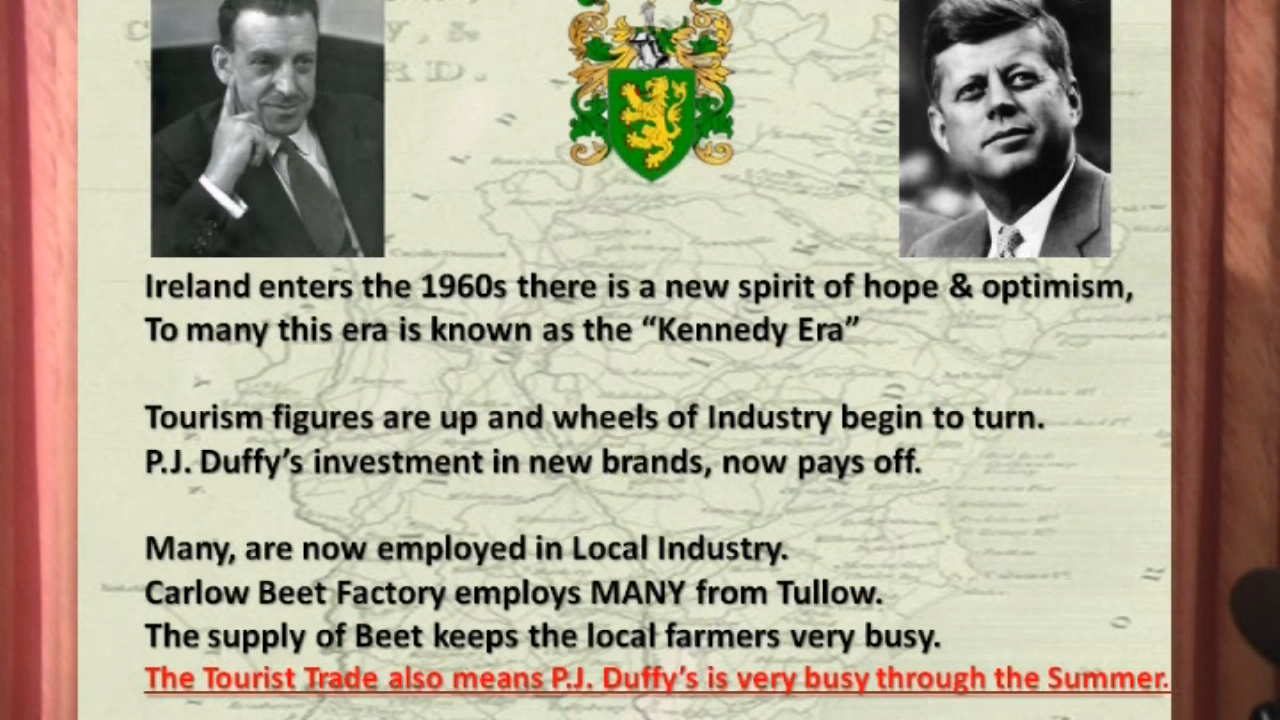 Ireland enters the 1960s there is a new spirit of hope & optimism,
To many this era is known as the “Kennedy Era”
Tourism figures are up and wheels of Industry begin to turn.
P.J. Duffy’s investment in new brands, now pays off.
Many, are now employed in Local Industry.
Carlow Beet Factory employs MANY from Tullow.
The supply of Beet keeps the local farmers very busy.
The Tourist Trade also means P.J. Duffy’s is very busy through the Summer.